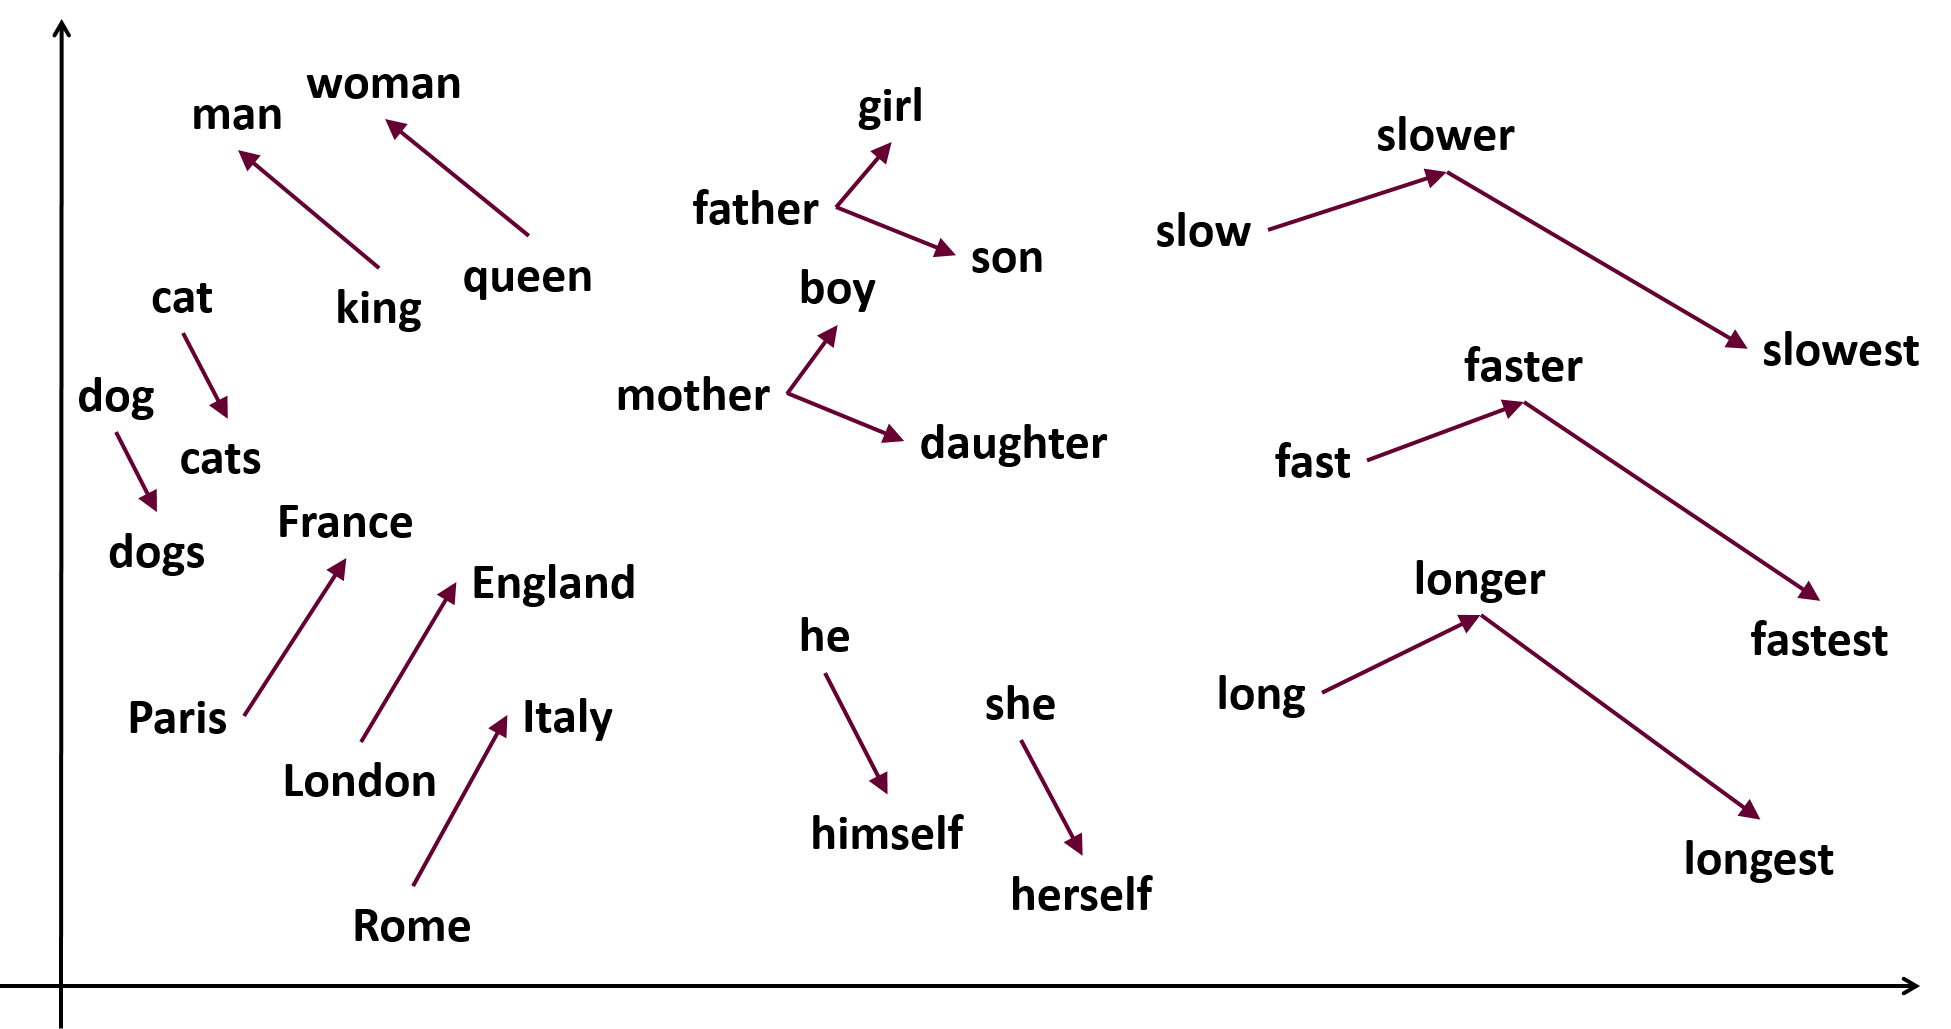 woman
man
king
queen
cat
cats
dog
dogs
France
Paris
England
London
Italy
Rome
girl
father
son
boy
mother
daughter
he
himself
she
herself
slower
slow
slowest
faster
fast
fastest
longer
long
longest